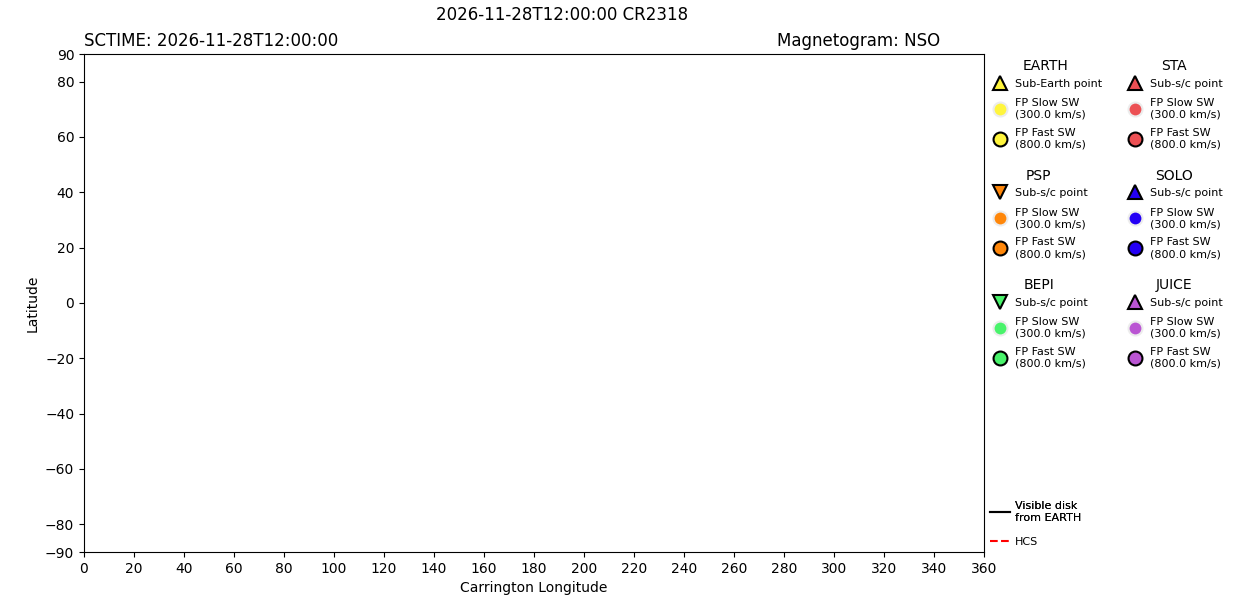 2026-11-28T12:00:00 CR2318
SCTIME: 2026-11-28T12:00:00
Magnetogram: NSO
90
80
60
40
20
0
−20
−40
−60
−80
−90
Latitude
0 20 40 60 80 100 120 140 160 180 200 220 240 260 280 300 320 340 360
Carrington Longitude
EARTH
Sub-Earth point
FP Slow SW
(300.0 km/s)
FP Fast SW
(800.0 km/s)
STA
Sub-s/c point
FP Slow SW
(300.0 km/s)
FP Fast SW
(800.0 km/s)
PSP
Sub-s/c point
FP Slow SW
(300.0 km/s)
FP Fast SW
(800.0 km/s)
SOLO
Sub-s/c point
FP Slow SW
(300.0 km/s)
FP Fast SW
(800.0 km/s)
BEPI
Sub-s/c point
FP Slow SW
(300.0 km/s)
FP Fast SW
(800.0 km/s)
JUICE
Sub-s/c point
FP Slow SW
(300.0 km/s)
FP Fast SW
(800.0 km/s)
Visible disk
from EARTH
HCS